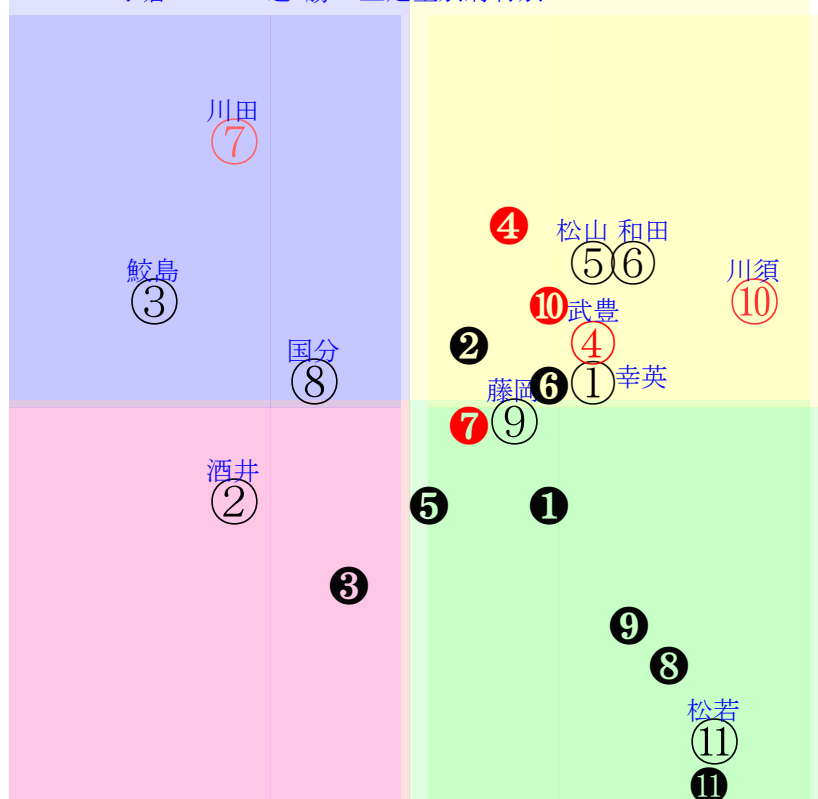 川田
⑦
❹
松山 和田
⑤⑥
鮫島
③
川須
⑩
❿
武豊
④
❷
国分
⑧
❻
①
幸英
藤岡
⑨
❼
酒井
②
❺
❶
❸
❾
❽
松若
⑪
⓫